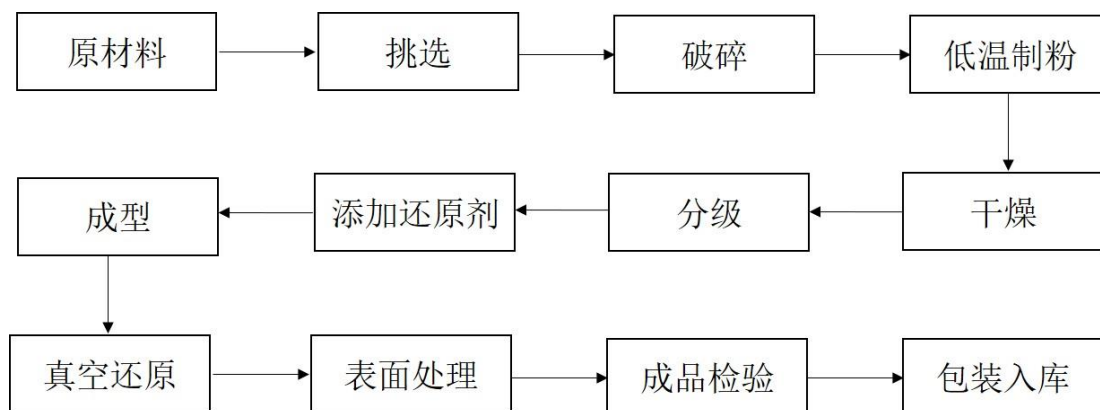 原材料
挑选
破碎
低温制粉
干燥
分级
添加还原剂
成型
真空还原
表面处理
成品检验
包装入库